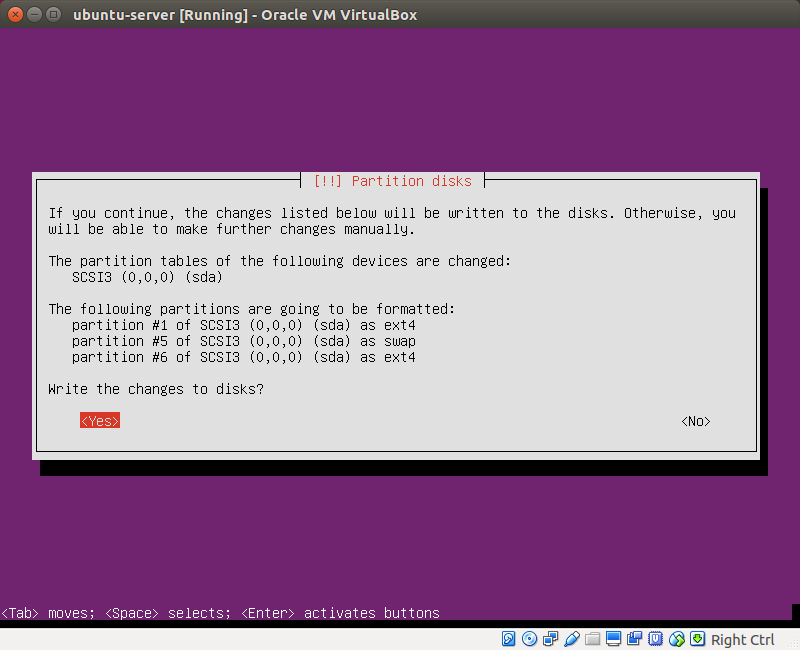 ubuntu-server [Running] - Oracle VM VirtualBox
[!!] Partition disks
If you continue, the changes listed below will be written to the disks. Otherwise, you
will be able to make further changes manually.
The partition tables of the following devices are changed:
SCSI3 (0,0,0) (sda)
The following partitions are going to be formatted:
partition #1 of SCSI3 (0,0,0) (sda) as ext4
partition #5 of SCSI3 (0,0,0) (sda) as swap
partition #6 of SCSI3 (0,0,0) (sda) as ext4
Write the changes to disks?
<Yes> <No>
<Tab> moves; <Space> selects; <Enter> activates buttons
Right Ctrl